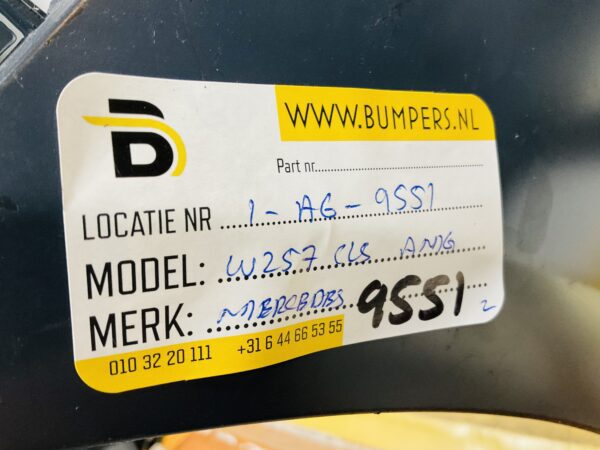 WWW.BUMPERS.NL
B
Part nr.
LOCATIE NR 1-AG-9551
MODEL: W257 CLS AMG
MERK: MERCEDES 9551 2
010 32 20 111 +31 6 44 66 53 55